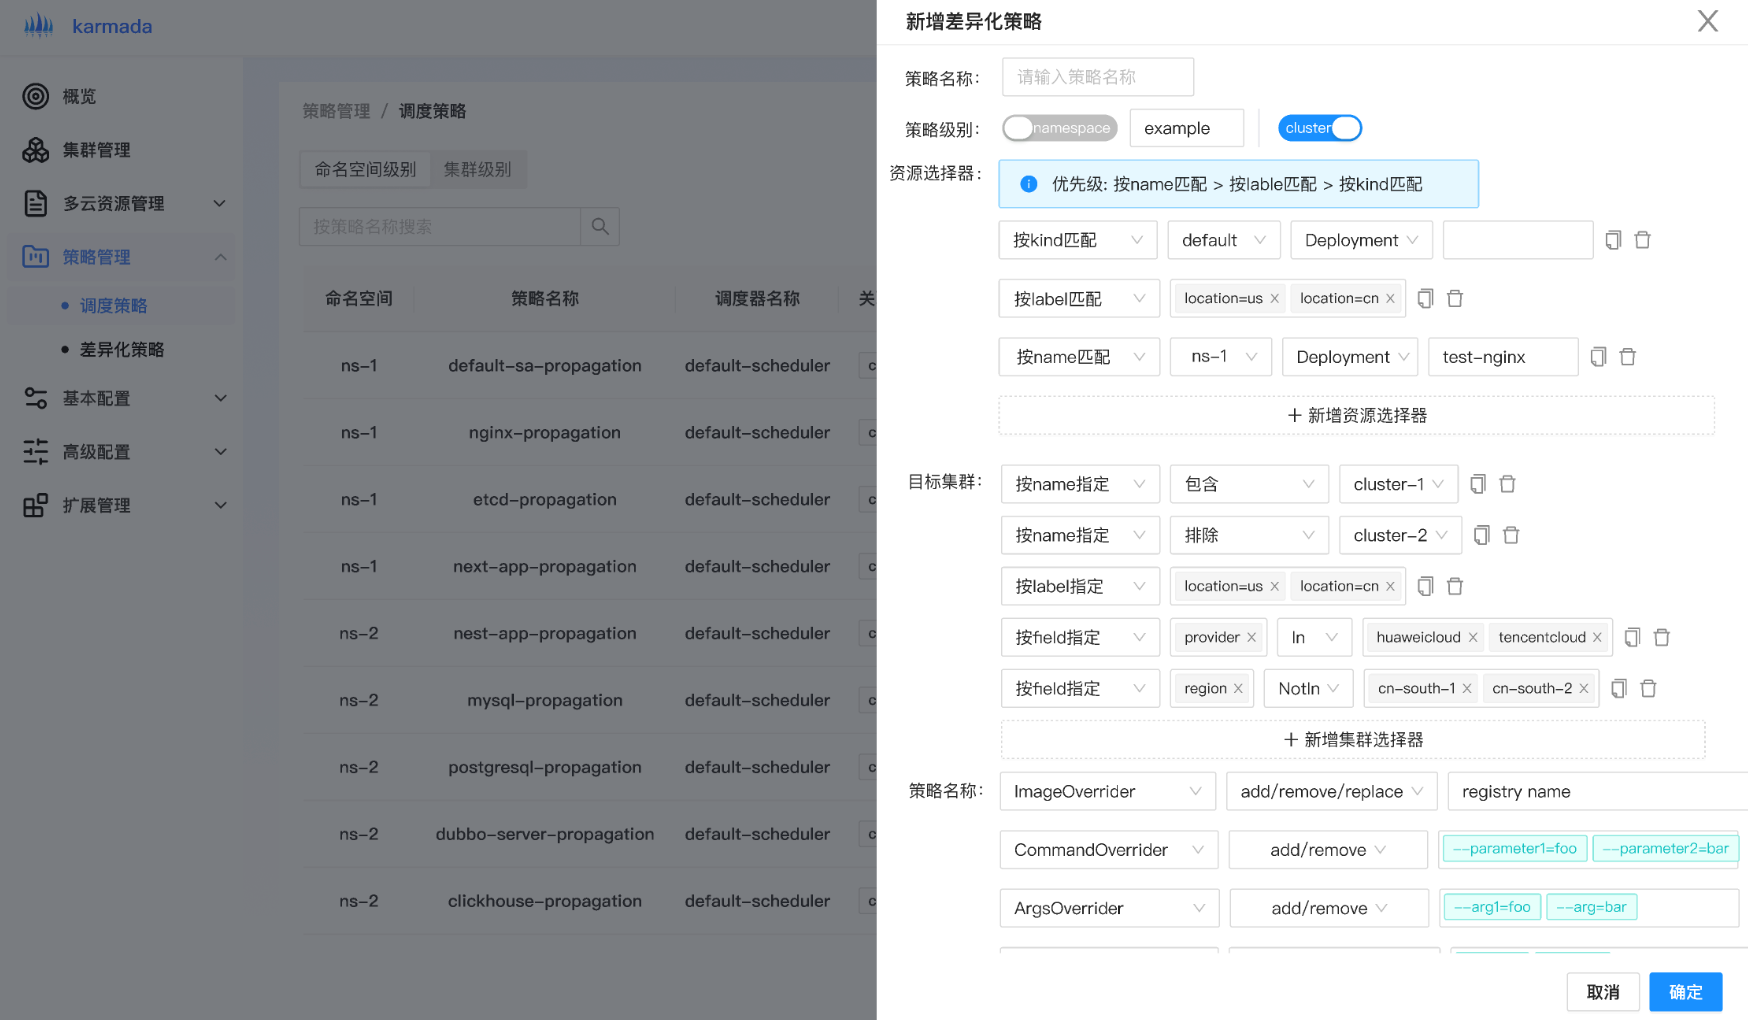 karmada
概览
集群管理
多云资源管理
策略管理
调度策略
差异化策略
基本配置
高级配置
扩展管理
策略管理 / 调度策略
命名空间级别 集群级别
按策略名称搜索
命名空间 策略名称 调度器名称 关
ns-1 default-sa-propagation default-scheduler c
ns-1 nginx-propagation default-scheduler c
ns-1 etcd-propagation default-scheduler c
ns-1 next-app-propagation default-scheduler c
ns-2 nest-app-propagation default-scheduler c
ns-2 mysql-propagation default-scheduler c
ns-2 postgresql-propagation default-scheduler c
ns-2 dubbo-server-propagation default-scheduler c
ns-2 clickhouse-propagation default-scheduler c
新增差异化策略
策略名称: 请输入策略名称
策略级别: namespace example cluster
资源选择器: 优先级: 按name匹配 > 按lable匹配 > 按kind匹配
按kind匹配 default Deployment
按label匹配 location=us × location=cn ×
按name匹配 ns-1 Deployment test-nginx
+ 新增资源选择器
目标集群: 按name指定 包含 cluster-1
按name指定 排除 cluster-2
按label指定 location=us × location=cn ×
按field指定 provider × In huaweicloud × tencentcloud ×
按field指定 region × NotIn cn-south-1 × cn-south-2 ×
+ 新增集群选择器
策略名称: ImageOverrider add/remove/replace registry name
CommandOverrider add/remove --parameter1=foo --parameter2=bar
ArgsOverrider add/remove --arg1=foo --arg=bar
取消 确定